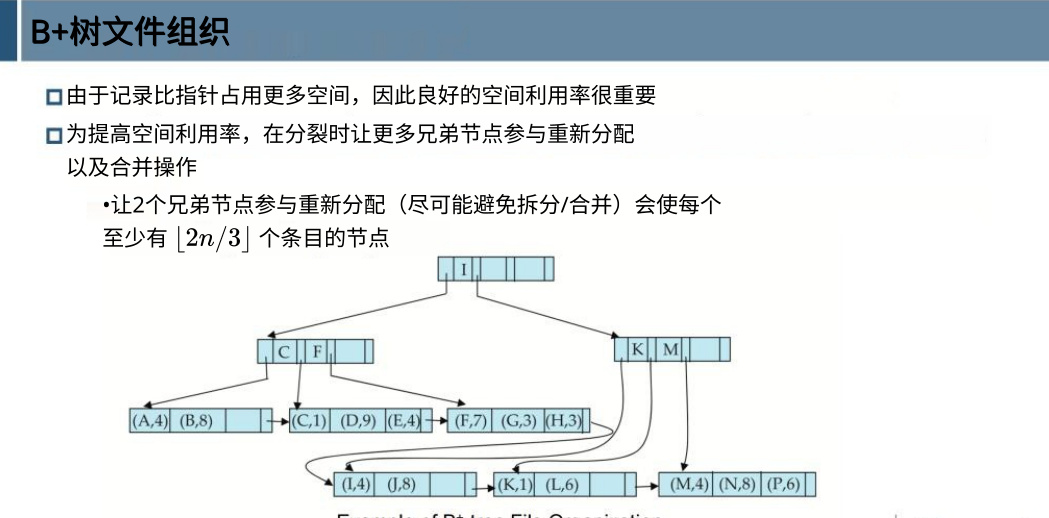 B+树文件组织
由于记录比指针占用更多空间，因此良好的空间利用率很重要
为提高空间利用率，在分裂时让更多兄弟节点参与重新分配
以及合并操作
•让2个兄弟节点参与重新分配（尽可能避免拆分/合并）会使每个
至少有 ⌊2n/3⌋ 个条目的节点
I
C F
K M
(A,4) (B,8) (C,1) (D,9) (E,4) (F,7) (G,3) (H,3)
(I,4) (J,8) (K,1) (L,6) (M,4) (N,8) (P,6)
Example of B+-tree File Organization